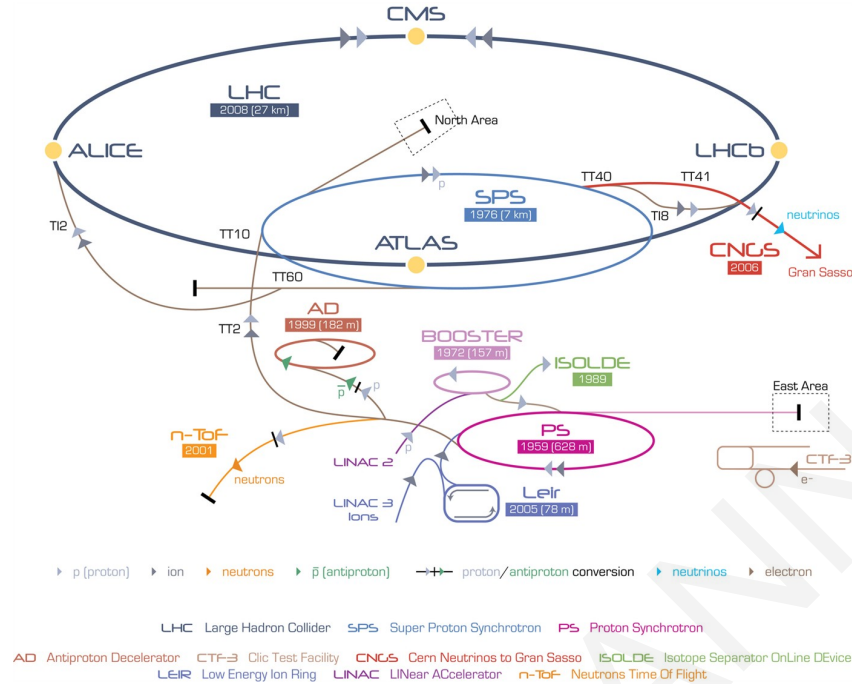 CMS
LHC
2008 (27 km)
North Area
ALICE
LHCb
TT40
TT41
p
SPS
1976 (7 km)
TI8
neutrinos
TI2
TT10
ATLAS
CNGS
2006
Gran Sasso
TT60
AD
1999 (182 m)
TT2
BOOSTER
1972 (157 m)
ISOLDE
1989
p̅
p
East Area
n-ToF
2001
p
PS
1959 (628 m)
LINAC 2
CTF-3
neutrons
e-
LINAC 3
Ions
Leir
2005 (78 m)
p (proton) ion neutrons p̅ (antiproton) proton/antiproton conversion neutrinos electron
LHC Large Hadron Collider SPS Super Proton Synchrotron PS Proton Synchrotron
AD Antiproton Decelerator CTF-3 Clic Test Facility CNGS Cern Neutrinos to Gran Sasso ISOLDE Isotope Separator OnLine DEvice
LEIR Low Energy Ion Ring LINAC LINear ACcelerator n-ToF Neutrons Time Of Flight